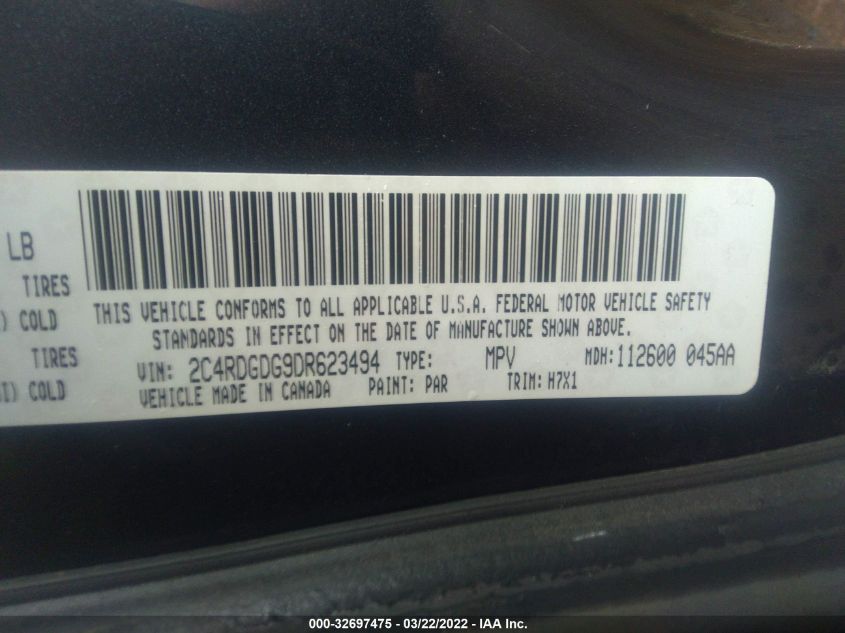 LB
TIRES
) COLD
TIRES
I) COLD
THIS VEHICLE CONFORMS TO ALL APPLICABLE U.S.A. FEDERAL MOTOR VEHICLE SAFETY
STANDARDS IN EFFECT ON THE DATE OF MANUFACTURE SHOWN ABOVE.
VIN: 2C4RDGDG9DR623494 TYPE: MPV MDH:112600 045AA
VEHICLE MADE IN CANADA PAINT: PAR TRIM: H7X1
000-32697475 - 03/22/2022 - IAA Inc.